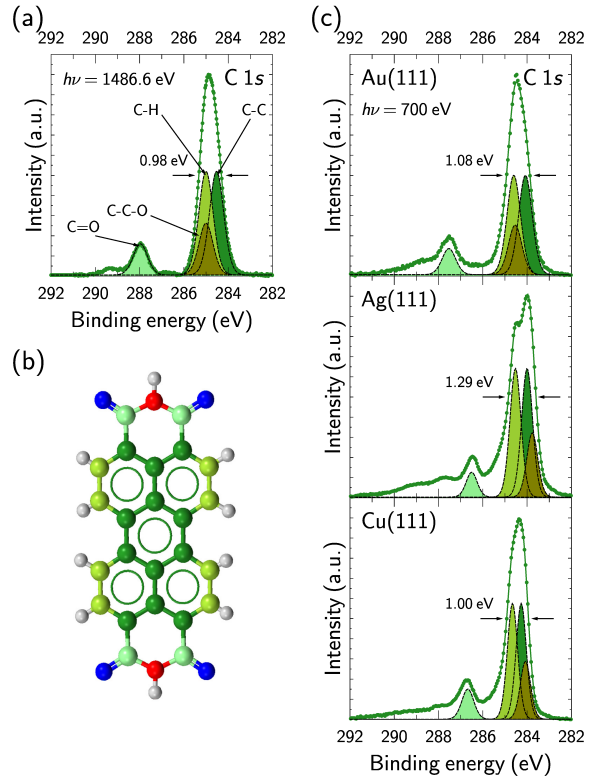 (a)
292 290 288 286 284 282
hν = 1486.6 eV
C 1s
C-H
C-C
0.98 eV
C-C-O
C=O
Intensity (a.u.)
292 290 288 286 284 282
Binding energy (eV)
(b)
(c)
292 290 288 286 284 282
Au(111)
C 1s
hν = 700 eV
1.08 eV
Intensity (a.u.)
Ag(111)
1.29 eV
Intensity (a.u.)
Cu(111)
1.00 eV
Intensity (a.u.)
292 290 288 286 284 282
Binding energy (eV)